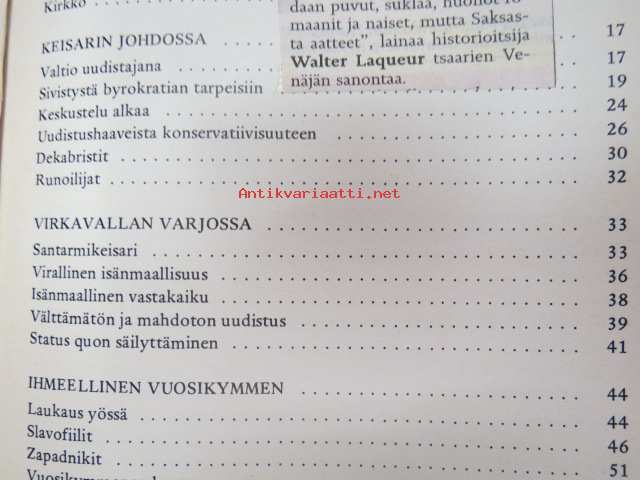 Kirkko
daan puvut, suklaa, huonot ro-
maanit ja naiset, mutta Saksas-
ta aatteet", lainaa historioitsija
Walter Laqueur tsaarien Ve-
näjän sanontaa.
KEISARIN JOHDOSSA 17
Valtio uudistajana 17
Sivistystä byrokratian tarpeisiin 19
Keskustelu alkaa 24
Uudistushaaveista konservatiivisuuteen 26
Dekabristit 30
Runoilijat 32
Antikvariaatti.net
VIRKAVALLAN VARJOSSA 33
Santarmikeisari 33
Virallinen isänmaallisuus 36
Isänmaallinen vastakaiku 38
Välttämätön ja mahdoton uudistus 39
Status quon säilyttäminen 41
IHMEELLINEN VUOSIKYMMEN 44
Laukaus yössä 44
Slavofiilit 46
Zapadnikit 51